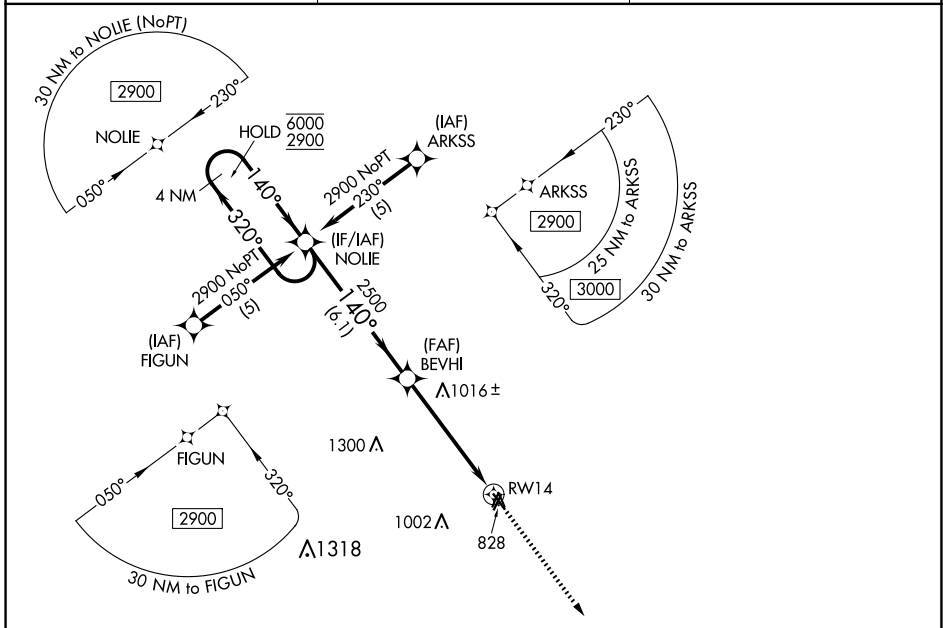 30 NM to NOLIE (NoPT)
2900
230°
NOLIE
050°
HOLD
6000
2900
4 NM
140°
320°
(IAF)
ARKSS
2900 NoPT
230°
(5)
(IF/IAF)
NOLIE
2900 NoPT
050°
(5)
(IAF)
FIGUN
2500
140°
(6.1)
(FAF)
BEVHI
1016±
1300
RW14
1002
828
1318
230°
ARKSS
2900
25 NM to ARKSS
3000
30 NM to ARKSS
320°
FIGUN
050°
320°
2900
30 NM to FIGUN